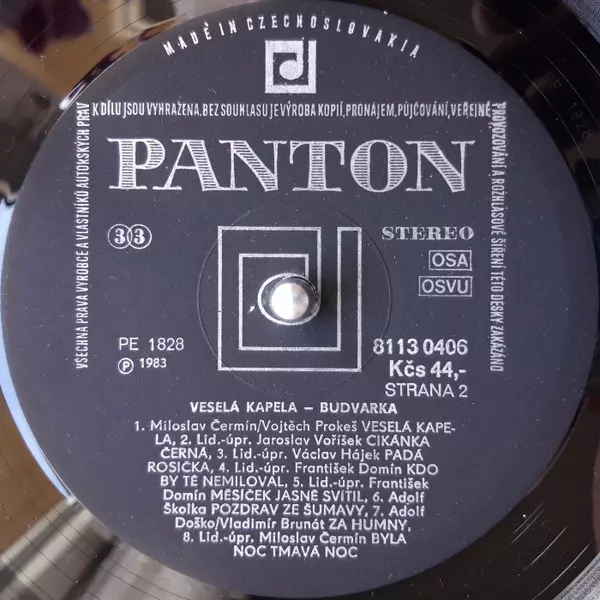 MADE IN CZECHOSLOVAKIA
VŠECHNA PRÁVA VÝROBCE A VLASTNÍKŮ AUTORSKÝCH PRÁV
K DÍLU JSOU VYHRAŽENA. BEZ SOUHLASU JE VÝROBA KOPIÍ, PRONÁJEM, PŮJČOVÁNÍ, VEŘEJNÉ
PROVOZOVÁNÍ A ROZHLASOVÉ ŠÍŘENÍ TÉTO DESKY ZAKÁZÁNO
PANTON
33
STEREO
OSA
OSVU
PE 1828
Ⓟ 1983
8113 0406
Kčs 44,-
STRANA 2
VESELÁ KAPELA – BUDVARKA
1. Miloslav Čermín/Vojtěch Prokeš VESELÁ KAPE-
LA, 2. Lid.-úpr. Jaroslav Voříšek CIKÁNKA
ČERNÁ, 3. Lid.-úpr. Václav Hájek PADÁ
ROSIČKA, 4. Lid.-úpr. František Domín KDO
BY TĚ NEMILOVAL, 5. Lid.-úpr. František
Domín MĚSÍČEK JASNĚ SVÍTIL, 6. Adolf
Školka POZDRAV ZE ŠUMAVY, 7. Adolf
Doško/Vladimír Brunát ZA HUMNY,
8. Lid.-úpr. Miloslav Čermín BYLA
NOC TMAVÁ NOC